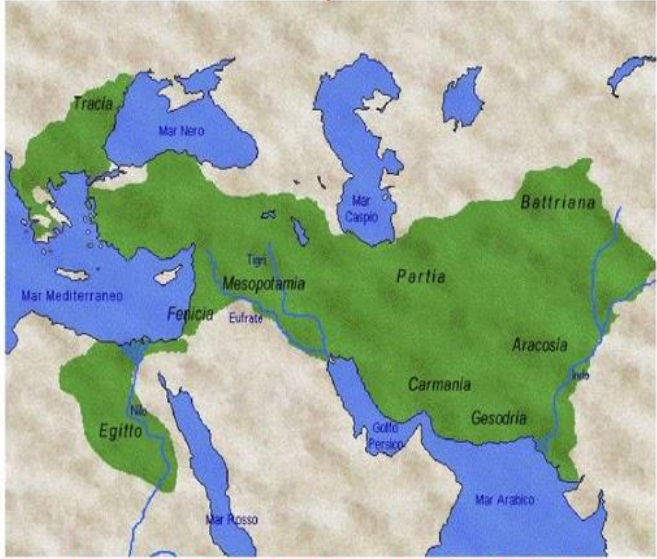 Tracia
Mar Nero
Mar
Caspio
Battriana
Tigri
Mesopotamia
Partia
Mar Mediterraneo
Fenicia
Eufrate
Aracosia
Indo
Carmania
Gesodria
Nilo
Egitto
Golfo
Persico
Mar Arabico
Mar Rosso